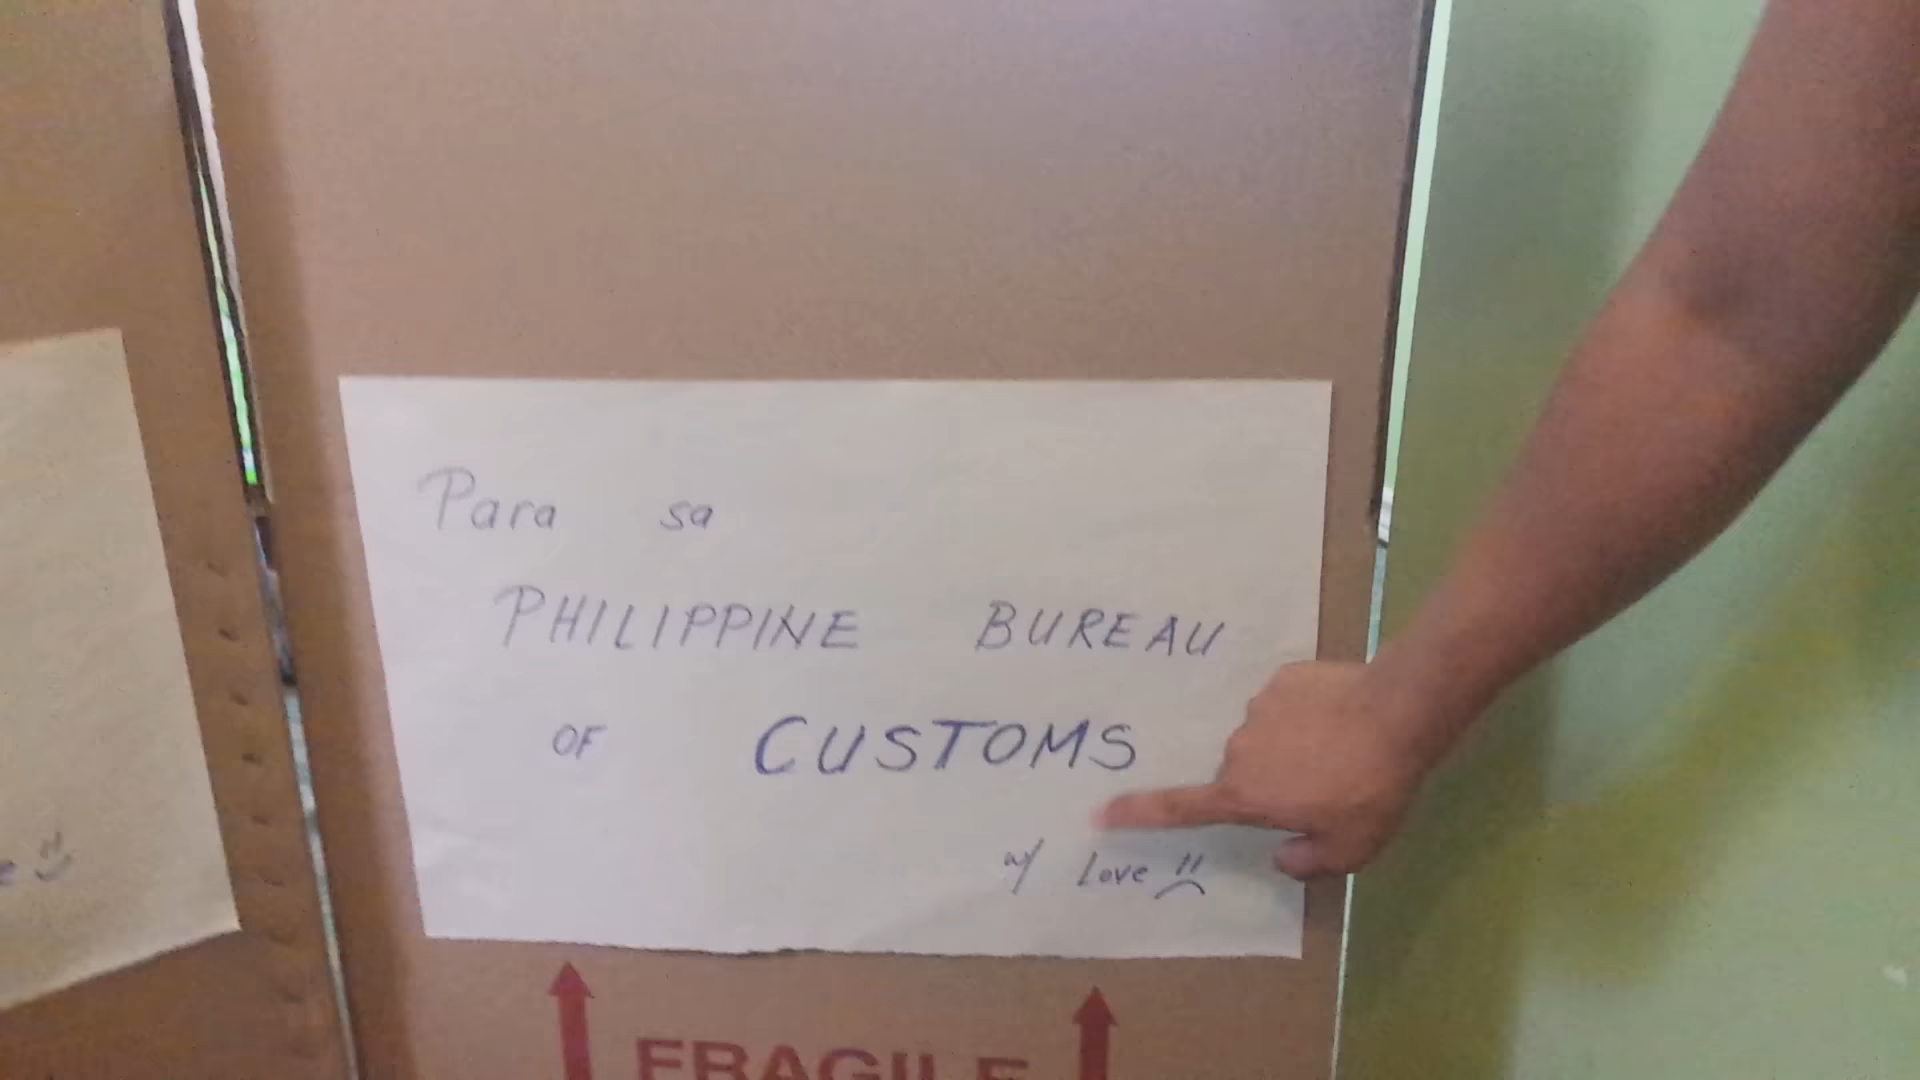 Para sa
PHILIPPINE BUREAU
OF CUSTOMS
w/ Love
FRAGILE